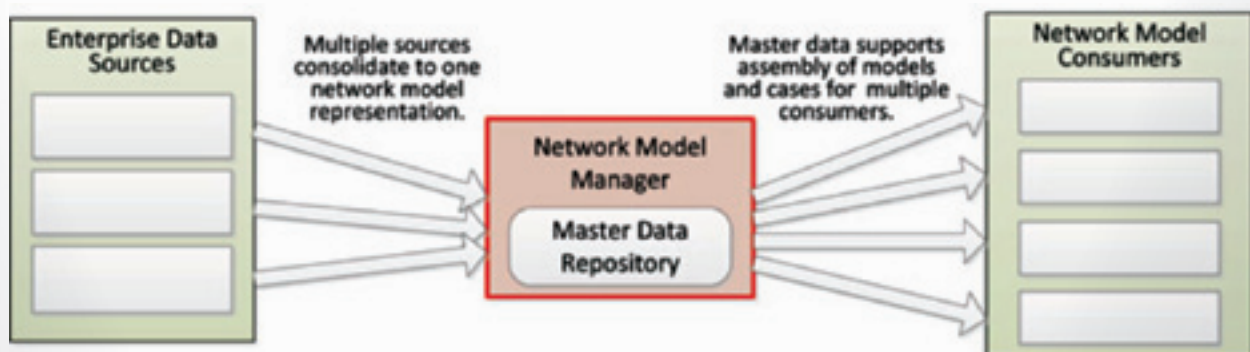 Enterprise Data
Sources
Multiple sources
consolidate to one
network model
representation.
Network Model
Manager
Master Data
Repository
Master data supports
assembly of models
and cases for multiple
consumers.
Network Model
Consumers